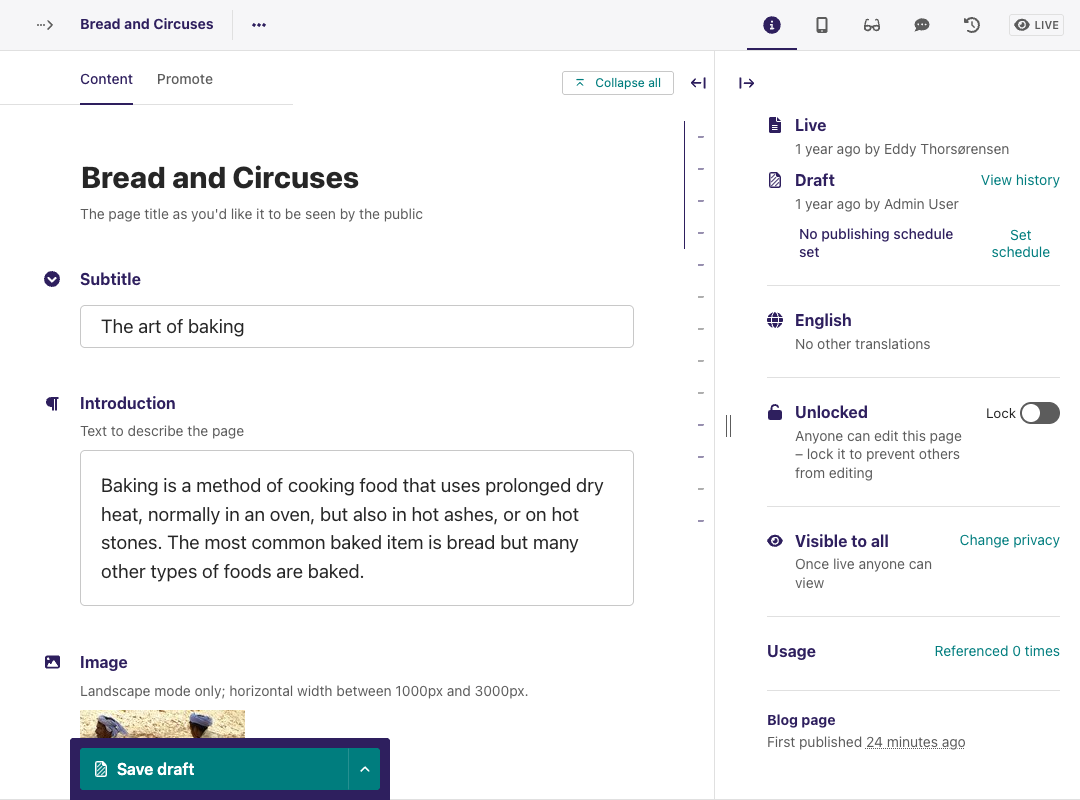 Bread and Circuses
LIVE
Content
Promote
Collapse all
Bread and Circuses
The page title as you'd like it to be seen by the public
Subtitle
The art of baking
Introduction
Text to describe the page
Baking is a method of cooking food that uses prolonged dry
heat, normally in an oven, but also in hot ashes, or on hot
stones. The most common baked item is bread but many
other types of foods are baked.
Image
Landscape mode only; horizontal width between 1000px and 3000px.
Save draft
Live
1 year ago by Eddy Thorsørensen
Draft
View history
1 year ago by Admin User
No publishing schedule
set
Set
schedule
English
No other translations
Unlocked
Lock
Anyone can edit this page
– lock it to prevent others
from editing
Visible to all
Change privacy
Once live anyone can
view
Usage
Referenced 0 times
Blog page
First published 24 minutes ago